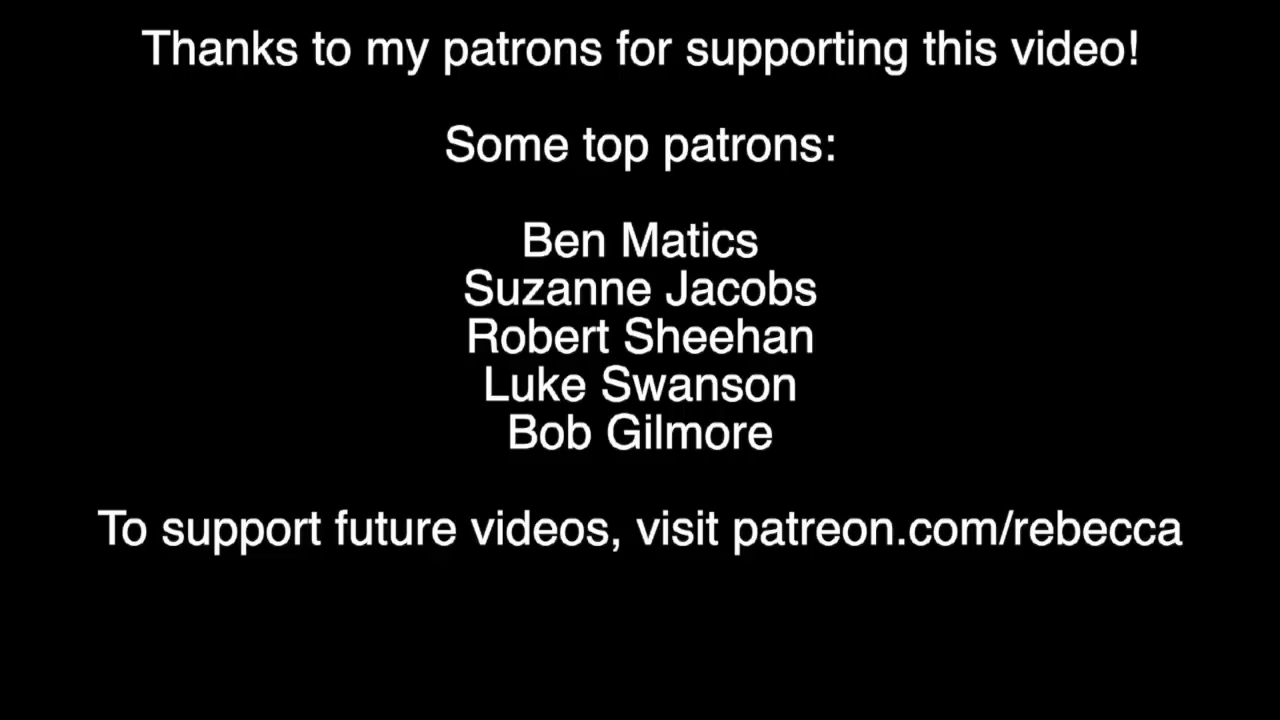 Thanks to my patrons for supporting this video!
Some top patrons:
Ben Matics
Suzanne Jacobs
Robert Sheehan
Luke Swanson
Bob Gilmore
To support future videos, visit patreon.com/rebecca